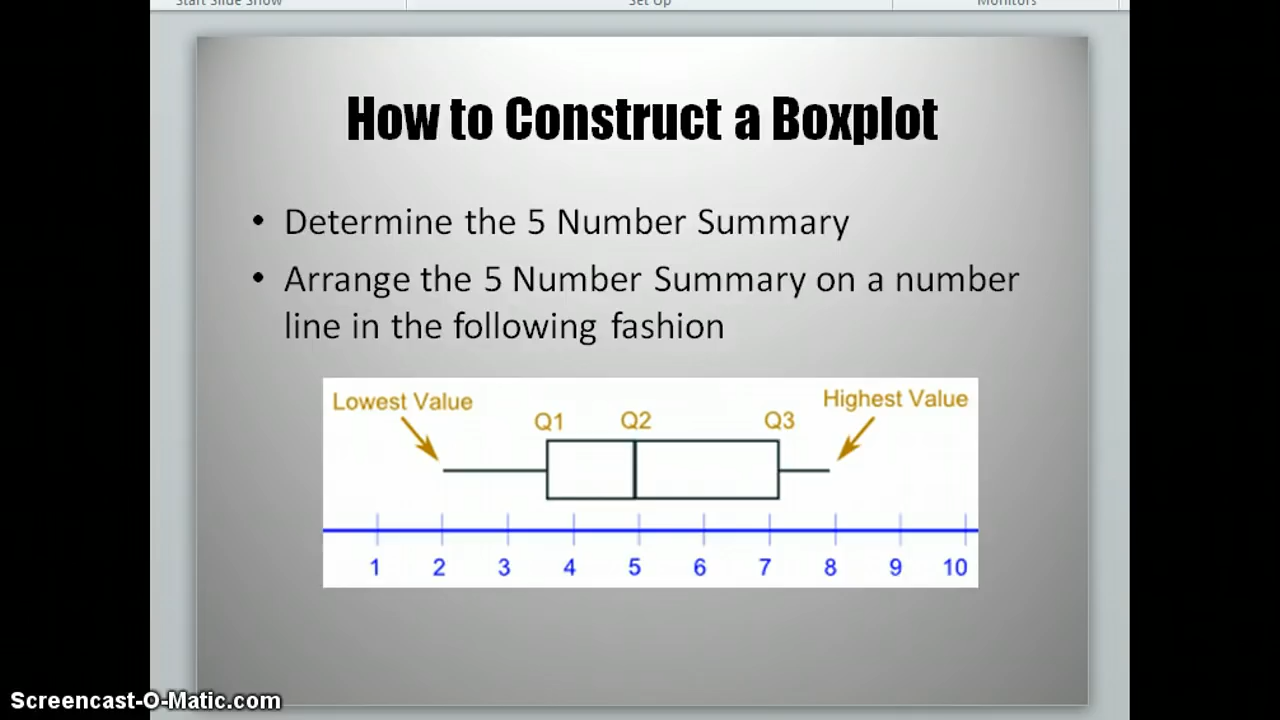 Start Slide Show Set Up Monitors
How to Construct a Boxplot
• Determine the 5 Number Summary
• Arrange the 5 Number Summary on a number
line in the following fashion
Lowest Value Highest Value
Q1 Q2 Q3
1 2 3 4 5 6 7 8 9 10
Screencast-O-Matic.com